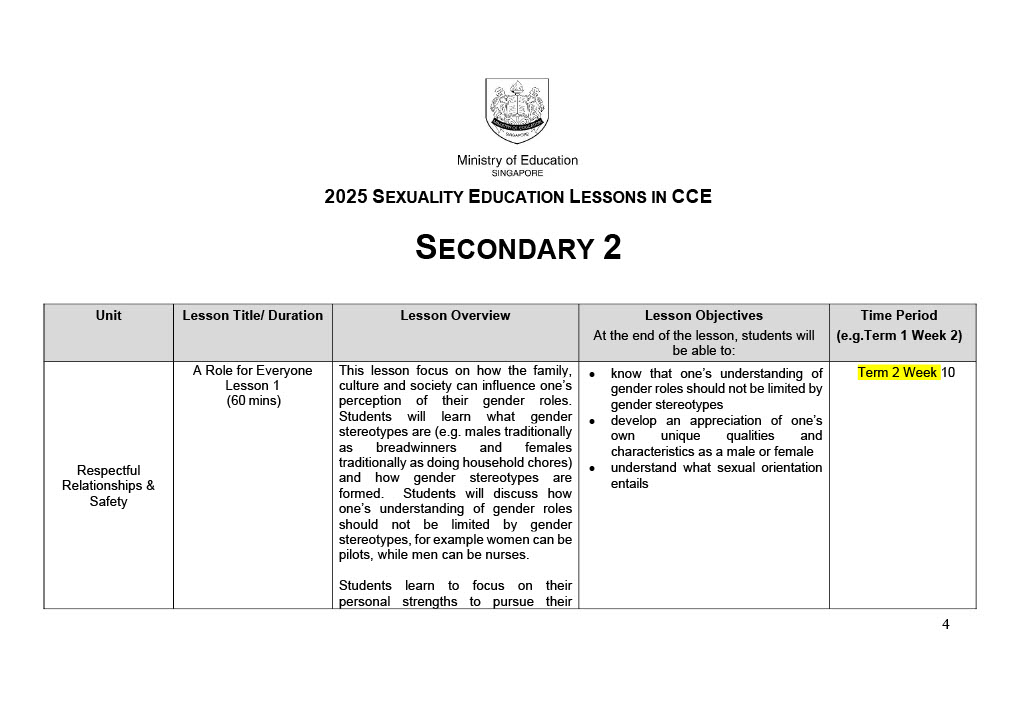 MINISTRY OF EDUCATION
SINGAPORE
Ministry of Education
SINGAPORE
2025 SEXUALITY EDUCATION LESSONS IN CCE
SECONDARY 2
Unit
Lesson Title/ Duration
Lesson Overview
Lesson Objectives
At the end of the lesson, students will
be able to:
Time Period
(e.g.Term 1 Week 2)
Respectful
Relationships &
Safety
A Role for Everyone
Lesson 1
(60 mins)
This lesson focus on how the family,
culture and society can influence one’s
perception of their gender roles.
Students will learn what gender
stereotypes are (e.g. males traditionally
as breadwinners and females
traditionally as doing household chores)
and how gender stereotypes are
formed. Students will discuss how
one’s understanding of gender roles
should not be limited by gender
stereotypes, for example women can be
pilots, while men can be nurses.
Students learn to focus on their
personal strengths to pursue their
• know that one’s understanding of
gender roles should not be limited by
gender stereotypes
• develop an appreciation of one’s
own unique qualities and
characteristics as a male or female
• understand what sexual orientation
entails
Term 2 Week 10
4